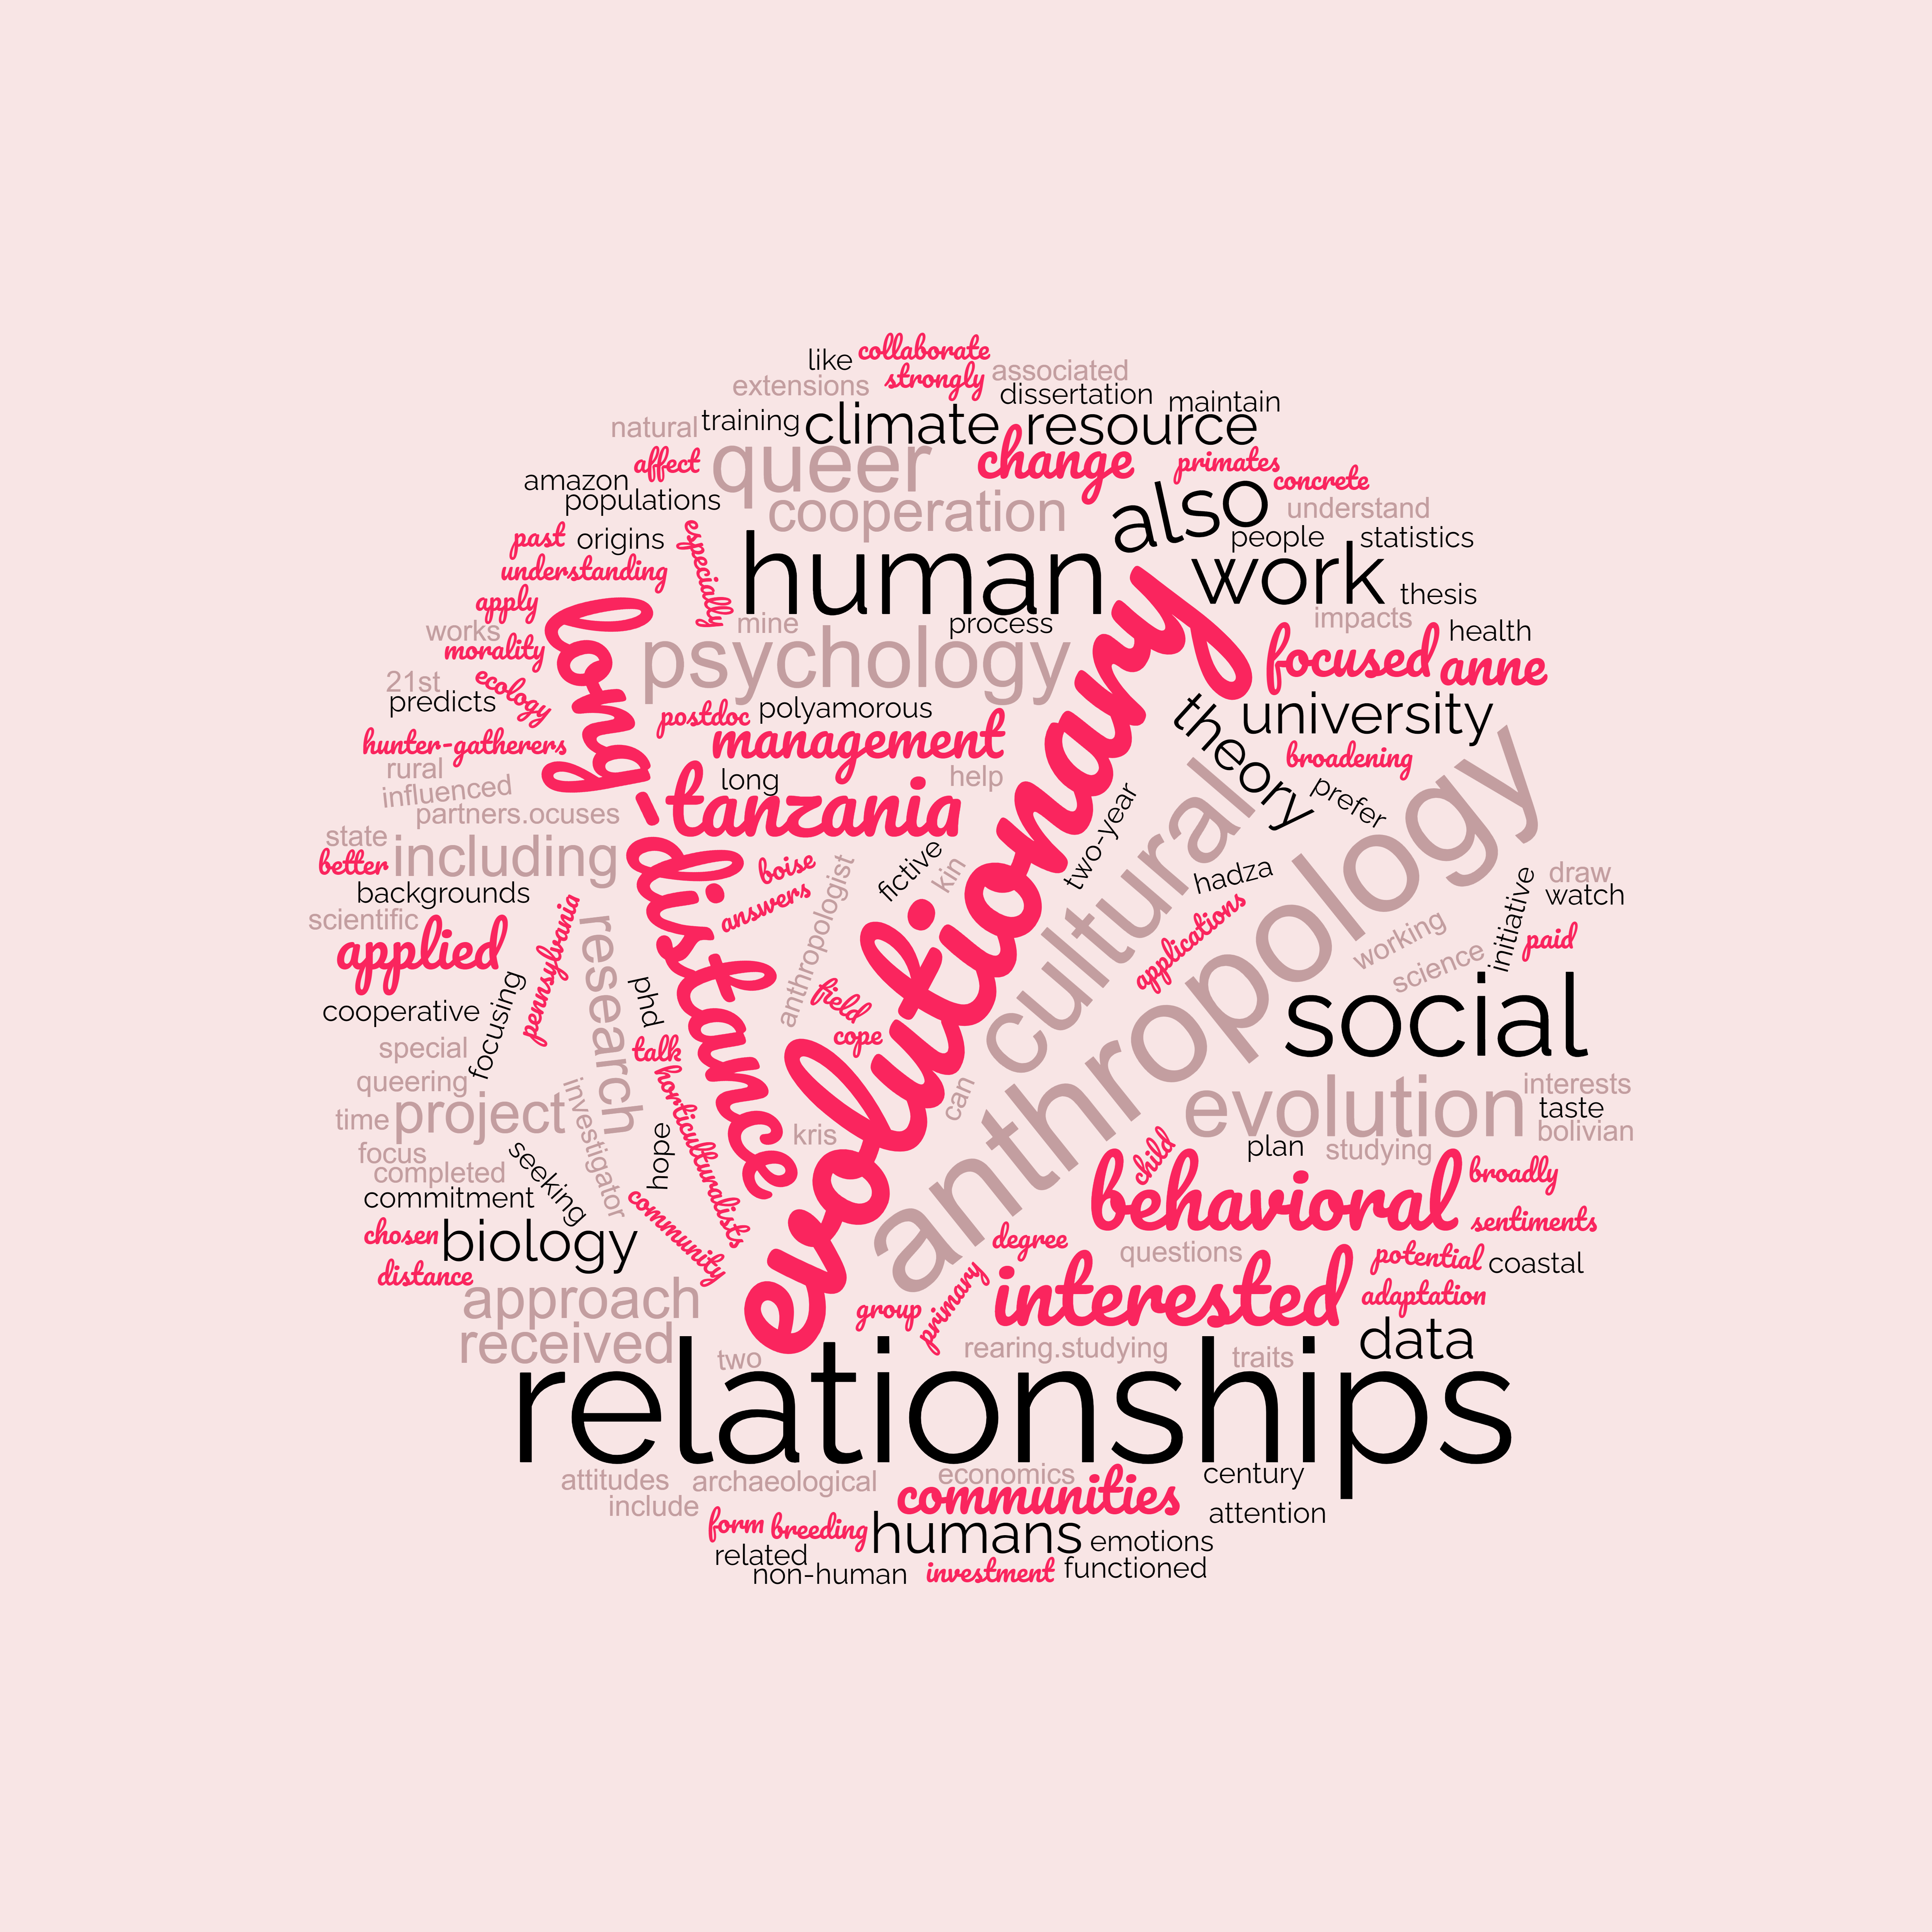 like
collaborate
extensions
strongly
associated
dissertation
maintain
natural
training
climate
resource
affect
queer
change
primates
concrete
amazon
populations
cooperation
also
understand
past
origins
especially
human
people
statistics
understanding
work
thesis
apply
long-distance
mine
process
impacts
health
works
morality
psychology
evolutionary
focused
anne
21st
predicts
ecology
postdoc
polyamorous
theory
university
hunter-gatherers
management
broadening
rural
influenced
long
help
prefer
partners.ocuses
tanzania
two-year
cultural
anthropology
state
better
including
boise
fictive
kin
hadza
draw
backgrounds
answers
anthropologist
initiative
watch
scientific
applied
pennsylvania
research
applications
working
science
paid
cooperative
focusing
phd
field
cope
social
special
talk
queering
investigator
horticulturalists
can
evolution
interests
time
project
kris
taste
bolivian
focus
completed
seeking
hope
child
plan
studying
commitment
community
behavioral
broadly
chosen
biology
degree
questions
sentiments
distance
potential
coastal
approach
group
primary
interested
adaptation
received
two
rearing.studying
traits
data
relationships
attitudes
archaeological
economics
century
include
communities
attention
form
breeding
humans
emotions
related
non-human
investment
functioned